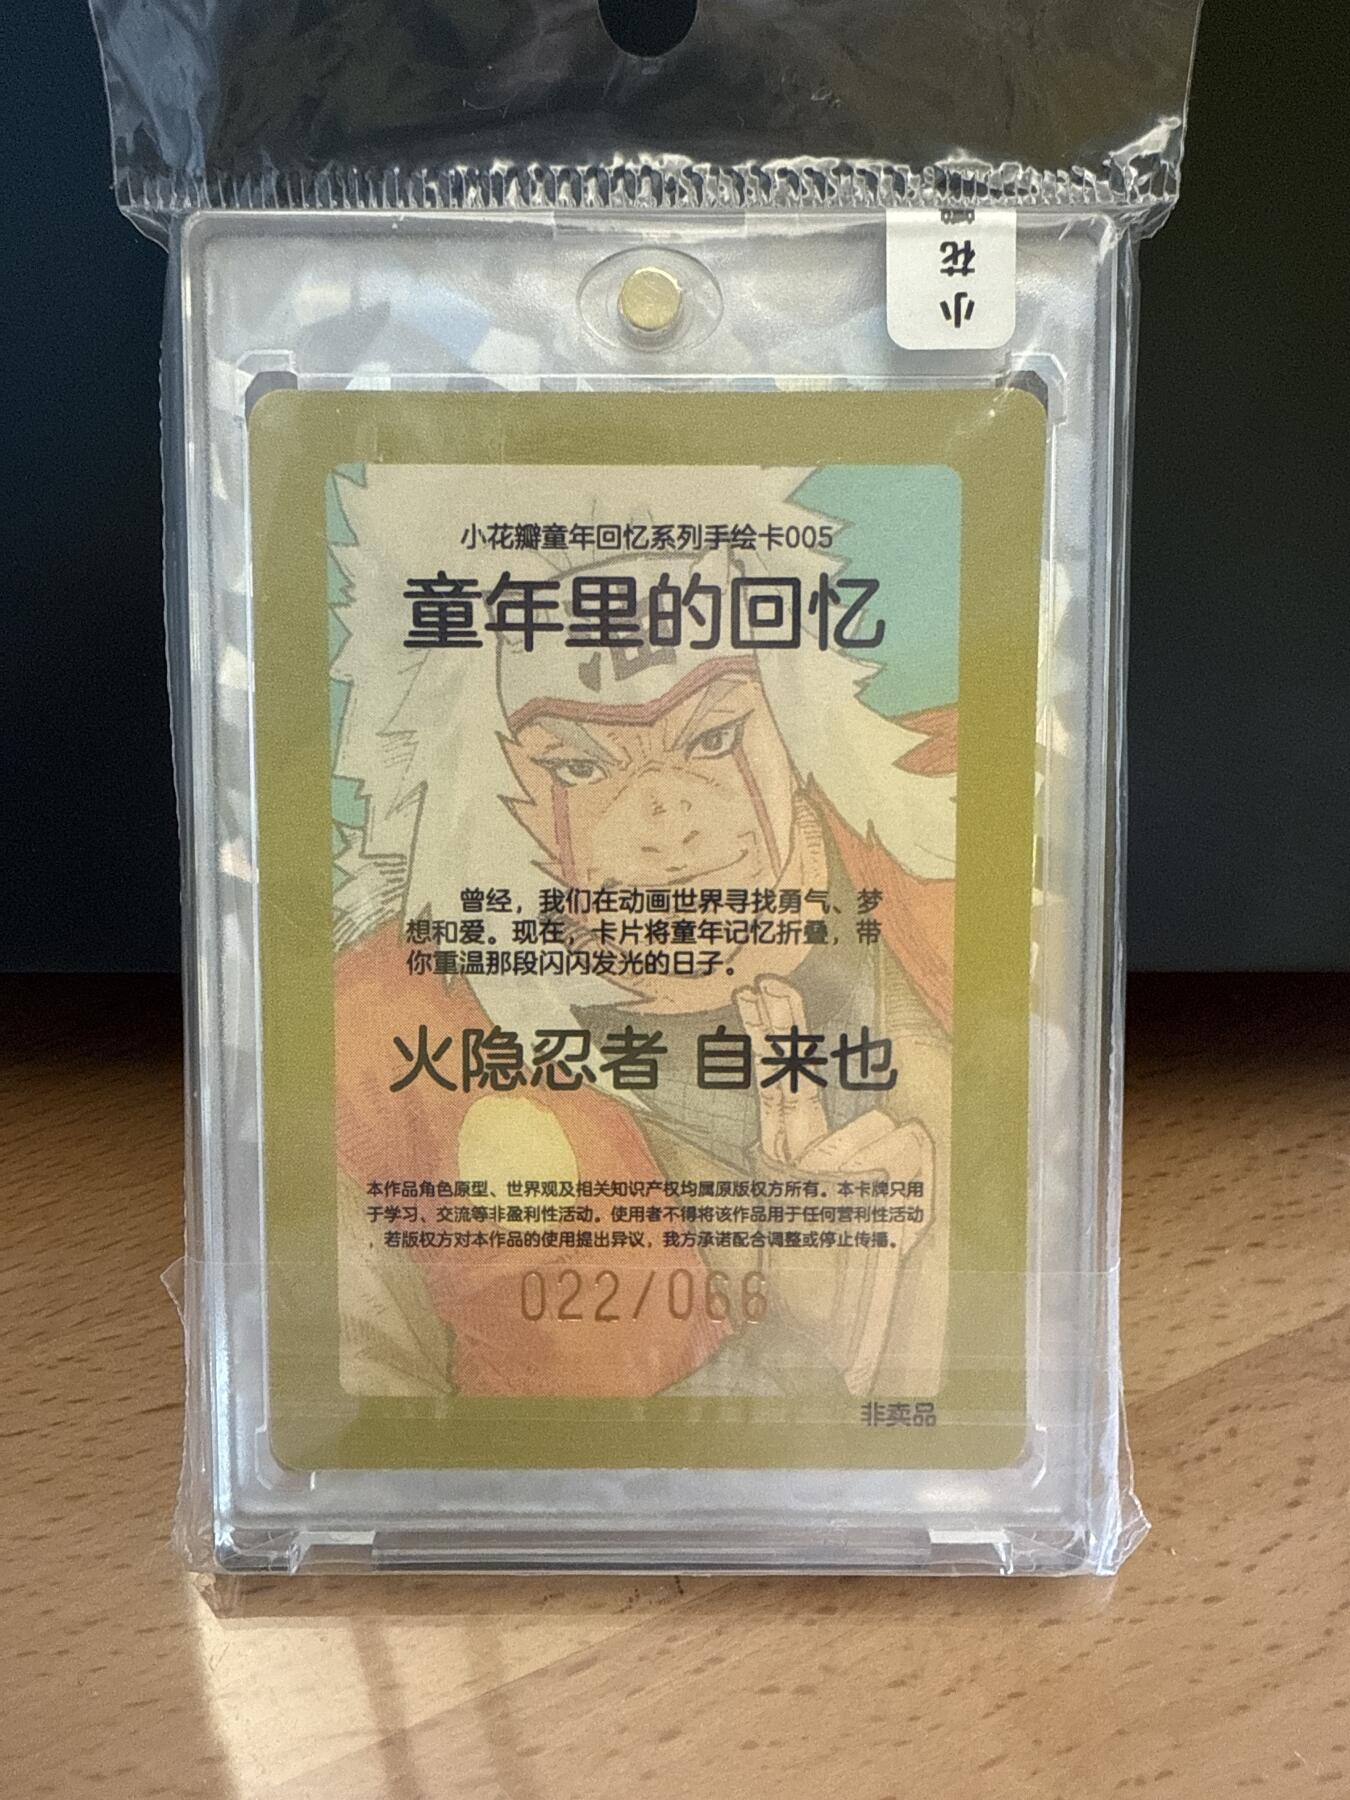 小花
小花瓣童年回忆系列手绘卡005
童年里的回忆
曾经，我们在动画世界寻找勇气、梦
想和爱。现在，卡片将童年记忆折叠，带
你重温那段闪闪发光的日子。
火隐忍者 自来也
本作品角色原型、世界观及相关知识产权均属原版权方所有。本卡牌只用
于学习、交流等非盈利性活动。使用者不得将该作品用于任何营利性活动
，若版权方对本作品的使用提出异议，我方承诺配合调整或停止传播。
022/066
非卖品